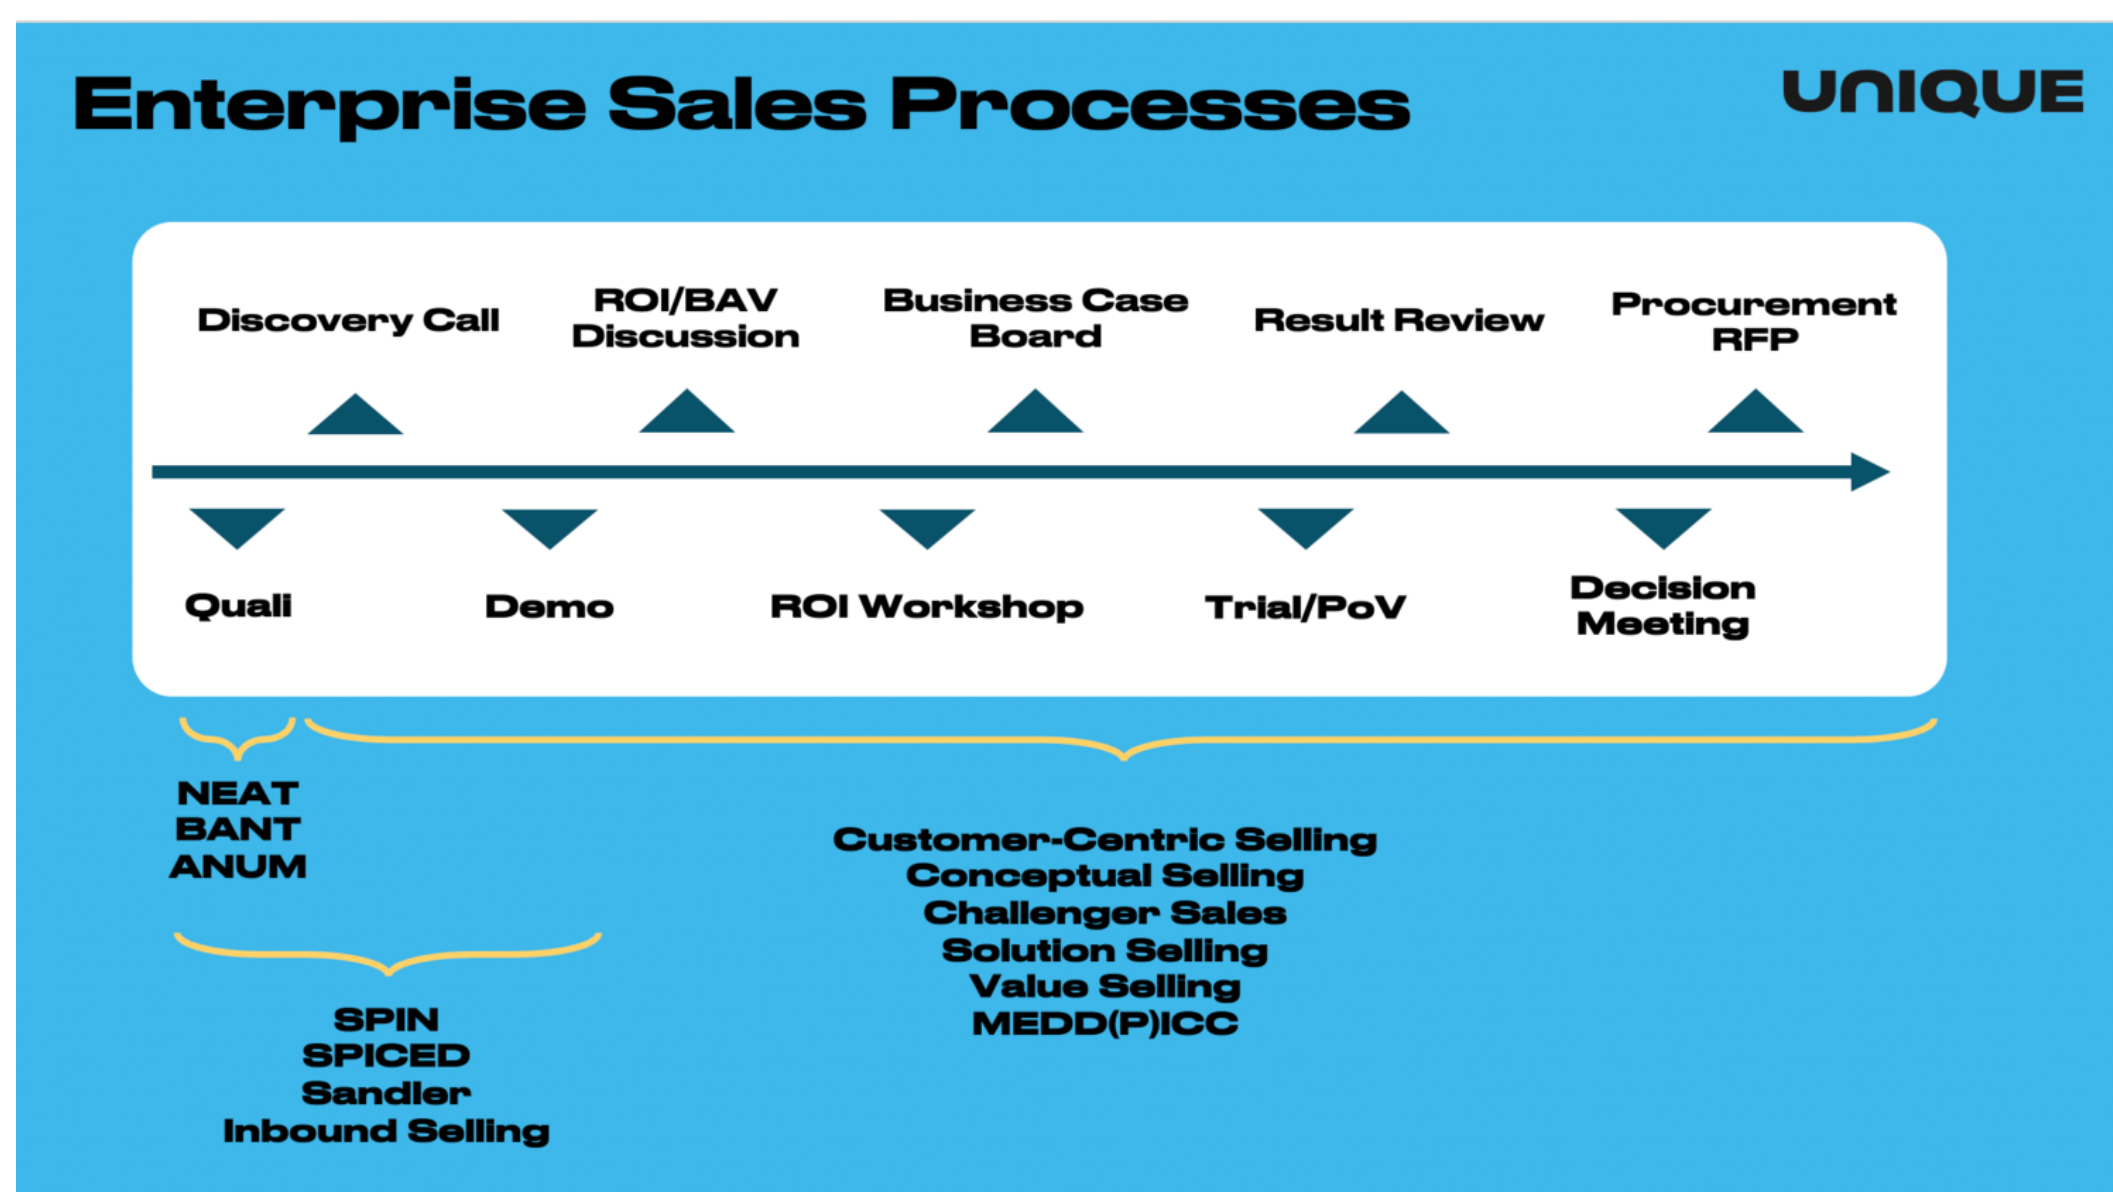 Enterprise Sales Processes
UNIQUE
Discovery Call
ROI/BAV
Discussion
Business Case
Board
Result Review
Procurement
RFP
Quali
Demo
ROI Workshop
Trial/PoV
Decision
Meeting
NEAT
BANT
ANUM
SPIN
SPICED
Sandler
Inbound Selling
Customer-Centric Selling
Conceptual Selling
Challenger Sales
Solution Selling
Value Selling
MEDD(P)ICC